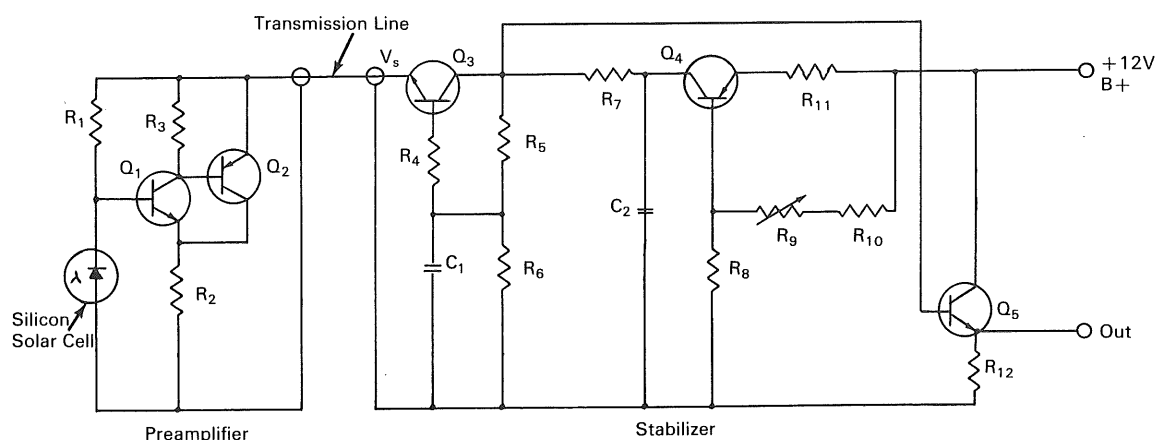 Transmission Line
Vs
Q3
Q4
+12V
B+
R1
R3
R7
R11
Q1
Q2
R4
R5
C2
R9
R10
C1
R6
R8
R2
λ
Silicon
Solar Cell
Q5
Out
R12
Preamplifier
Stabilizer